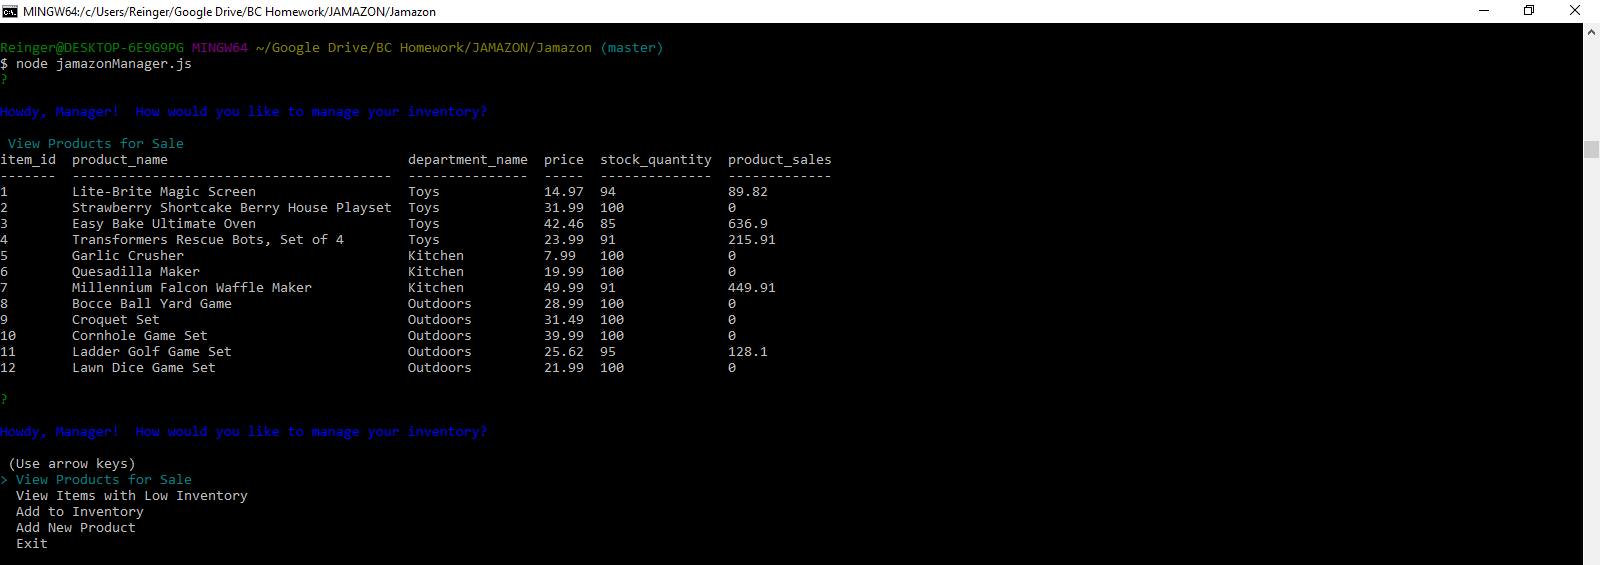 MINGW64:/c/Users/Reinger/Google Drive/BC Homework/JAMAZON/Jamazon
Reinger@DESKTOP-6E9G9PG MINGW64 ~/Google Drive/BC Homework/JAMAZON/Jamazon (master)
$ node jamazonManager.js
?
Howdy, Manager!  How would you like to manage your inventory?
 View Products for Sale
item_id  product_name                              department_name  price  stock_quantity  product_sales
-------  ----------------------------------------  ---------------  -----  --------------  -------------
1        Lite-Brite Magic Screen                   Toys             14.97  94              89.82
2        Strawberry Shortcake Berry House Playset  Toys             31.99  100             0
3        Easy Bake Ultimate Oven                   Toys             42.46  85              636.9
4        Transformers Rescue Bots, Set of 4        Toys             23.99  91              215.91
5        Garlic Crusher                            Kitchen          7.99   100             0
6        Quesadilla Maker                          Kitchen          19.99  100             0
7        Millennium Falcon Waffle Maker            Kitchen          49.99  91              449.91
8        Bocce Ball Yard Game                      Outdoors         28.99  100             0
9        Croquet Set                               Outdoors         31.49  100             0
10       Cornhole Game Set                         Outdoors         39.99  100             0
11       Ladder Golf Game Set                      Outdoors         25.62  95              128.1
12       Lawn Dice Game Set                        Outdoors         21.99  100             0
?
Howdy, Manager!  How would you like to manage your inventory?
 (Use arrow keys)
> View Products for Sale
  View Items with Low Inventory
  Add to Inventory
  Add New Product
  Exit